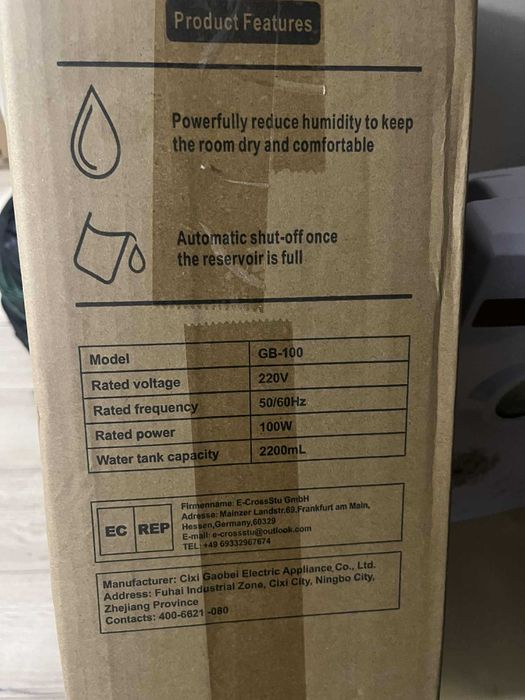 Product Features
Powerfully reduce humidity to keep
the room dry and comfortable
Automatic shut-off once
the reservoir is full
Model GB-100
Rated voltage 220V
Rated frequency 50/60Hz
Rated power 100W
Water tank capacity 2200mL
EC REP
Firmenname: E-CrossStu GmbH
Adresse: Mainzer Landstr.69,Frankfurt am Main,
Hessen,Germany,60329
E-mail: e-crossstu@outlook.com
TEL: +49 69332967674
Manufacturer: Cixi Gaobei Electric Appliance Co., Ltd.
Address: Fuhai Industrial Zone, Cixi City, Ningbo City,
Zhejiang Province
Contacts: 400-6621 -080